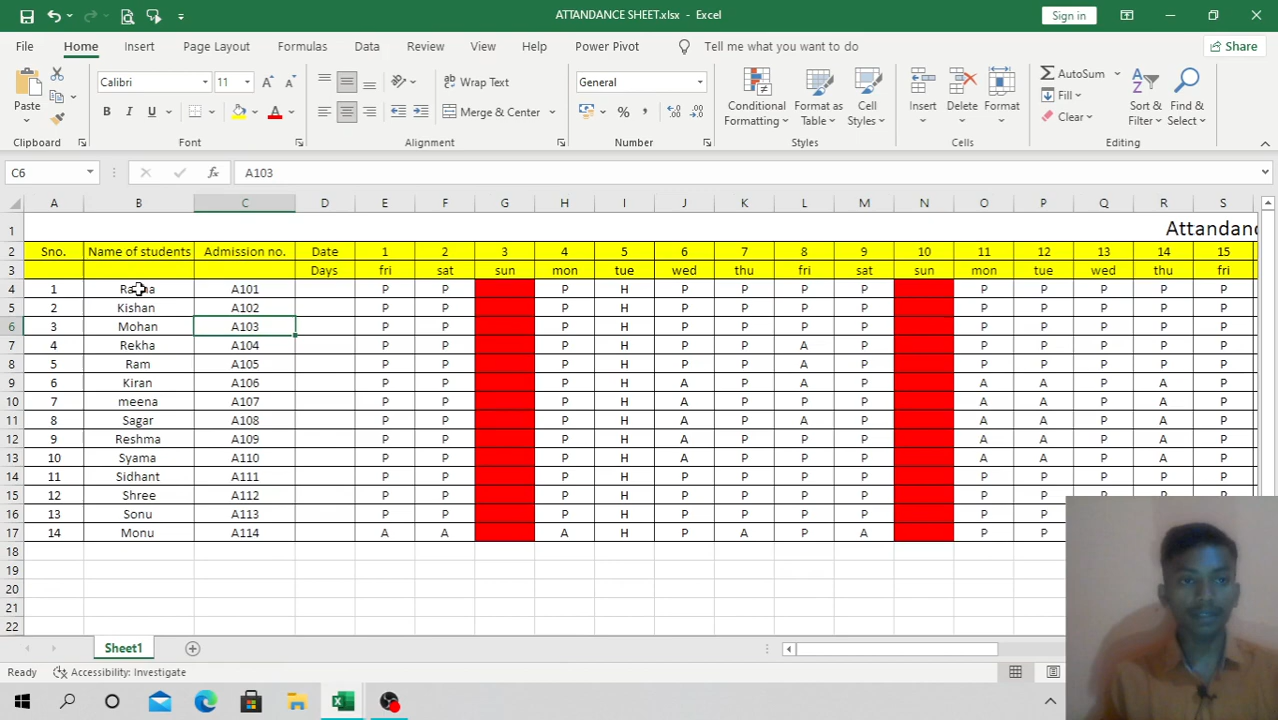 ATTANDANCE SHEET.xlsx - Excel
Sign in
File Home Insert Page Layout Formulas Data Review View Help Power Pivot Tell me what you want to do Share
Paste
Calibri 11
B I U A
Wrap Text
Merge & Center
General
Conditional Formatting
Format as Table
Cell Styles
Insert
Delete
Format
AutoSum
Fill
Clear
Sort & Filter
Find & Select
Clipboard Font Alignment Number Styles Cells Editing
C6 fx A103
A B C D E F G H I J K L M N O P Q R S
1 Attandanc
2 Sno. Name of students Admission no. Date 1 2 3 4 5 6 7 8 9 10 11 12 13 14 15
3 Days fri sat sun mon tue wed thu fri sat sun mon tue wed thu fri
4 1 A101 P P P H P P P P P P P P P
5 2 Kishan A102 P P P H P P P P P P P P P
6 3 Mohan A103 P P P H P P P P P P P P P
7 4 Rekha A104 P P P H P P A P P P P P P
8 5 Ram A105 P P P H P P A P P P P P P
9 6 Kiran A106 P P P H A P A P A A P A P
10 7 meena A107 P P P H A P P P A A P A P
11 8 Sagar A108 P P P H A P A P A A P A P
12 9 Reshma A109 P P P H A P P P A A P A P
13 10 Syama A110 P P P H A P P P A A P A P
14 11 Sidhant A111 P P P H P P P P P P P P P
15 12 Shree A112 P P P H P P P P P P P P P
16 13 Sonu A113 P P P H P P P P P P
17 14 Monu A114 A A A H P A P A P P
18
19
20
21
22
Sheet1
Ready Accessibility: Investigate